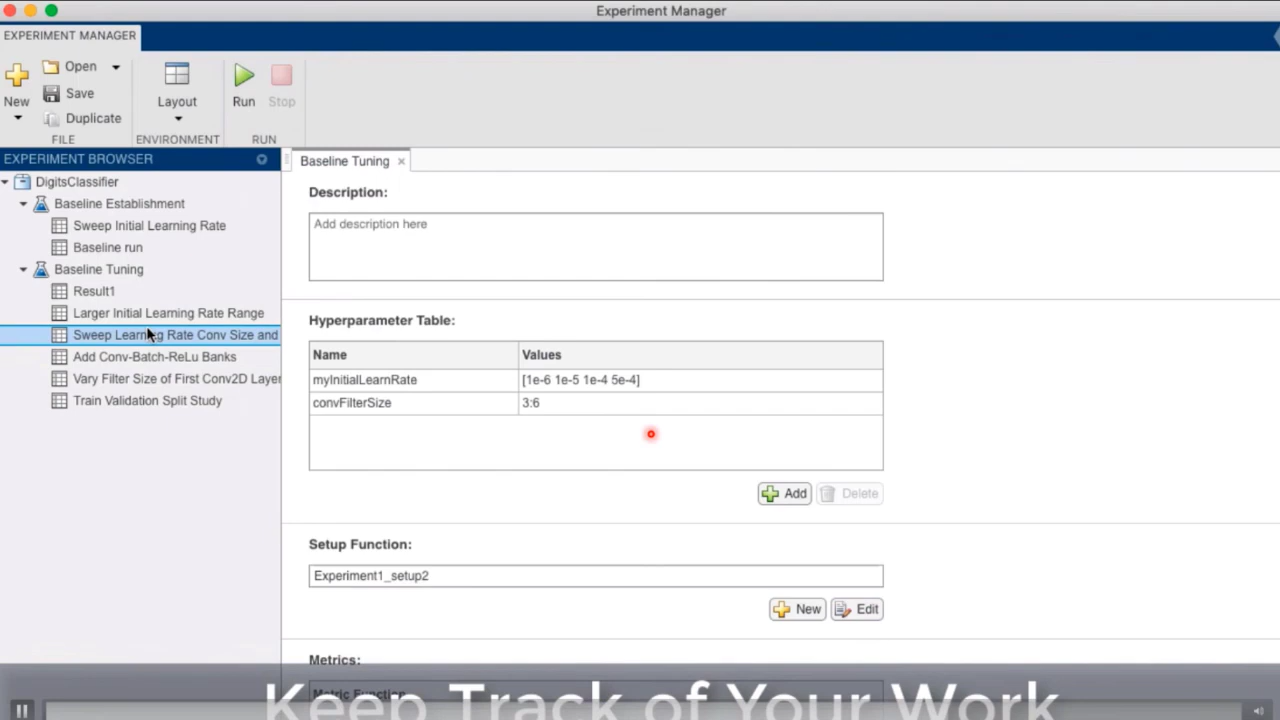 Experiment Manager
EXPERIMENT MANAGER
New
Open
Save
Duplicate
FILE
Layout
ENVIRONMENT
Run
Stop
RUN
EXPERIMENT BROWSER
DigitsClassifier
Baseline Establishment
Sweep Initial Learning Rate
Baseline run
Baseline Tuning
Result1
Larger Initial Learning Rate Range
Sweep Learning Rate Conv Size and
Add Conv-Batch-ReLu Banks
Vary Filter Size of First Conv2D Layer
Train Validation Split Study
Baseline Tuning
Description:
Add description here
Hyperparameter Table:
Name Values
myInitialLearnRate [1e-6 1e-5 1e-4 5e-4]
convFilterSize 3:6
Add Delete
Setup Function:
Experiment1_setup2
New Edit
Metrics:
Metric Function
Keep Track of Your Work